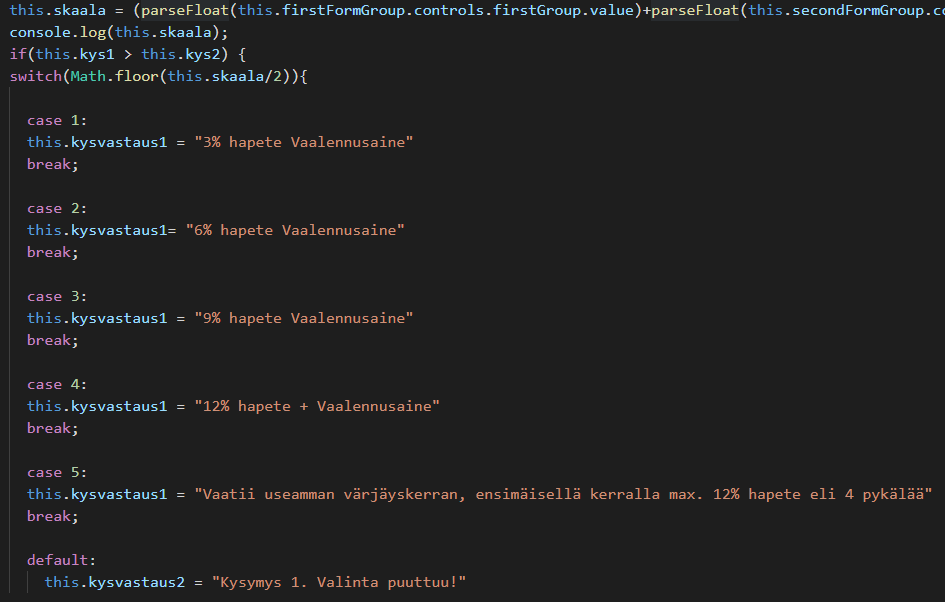 this.skaala = (parseFloat(this.firstFormGroup.controls.firstGroup.value)+parseFloat(this.secondFormGroup.co
console.log(this.skaala);
if(this.kys1 > this.kys2) {
switch(Math.floor(this.skaala/2)){
case 1:
this.kysvastaus1 = "3% hapete Vaalennusaine"
break;
case 2:
this.kysvastaus1= "6% hapete Vaalennusaine"
break;
case 3:
this.kysvastaus1 = "9% hapete Vaalennusaine"
break;
case 4:
this.kysvastaus1 = "12% hapete + Vaalennusaine"
break;
case 5:
this.kysvastaus1 = "Vaatii useamman värjäyskerran, ensimäisellä kerralla max. 12% hapete eli 4 pykälää"
break;
default:
this.kysvastaus2 = "Kysymys 1. Valinta puuttuu!"